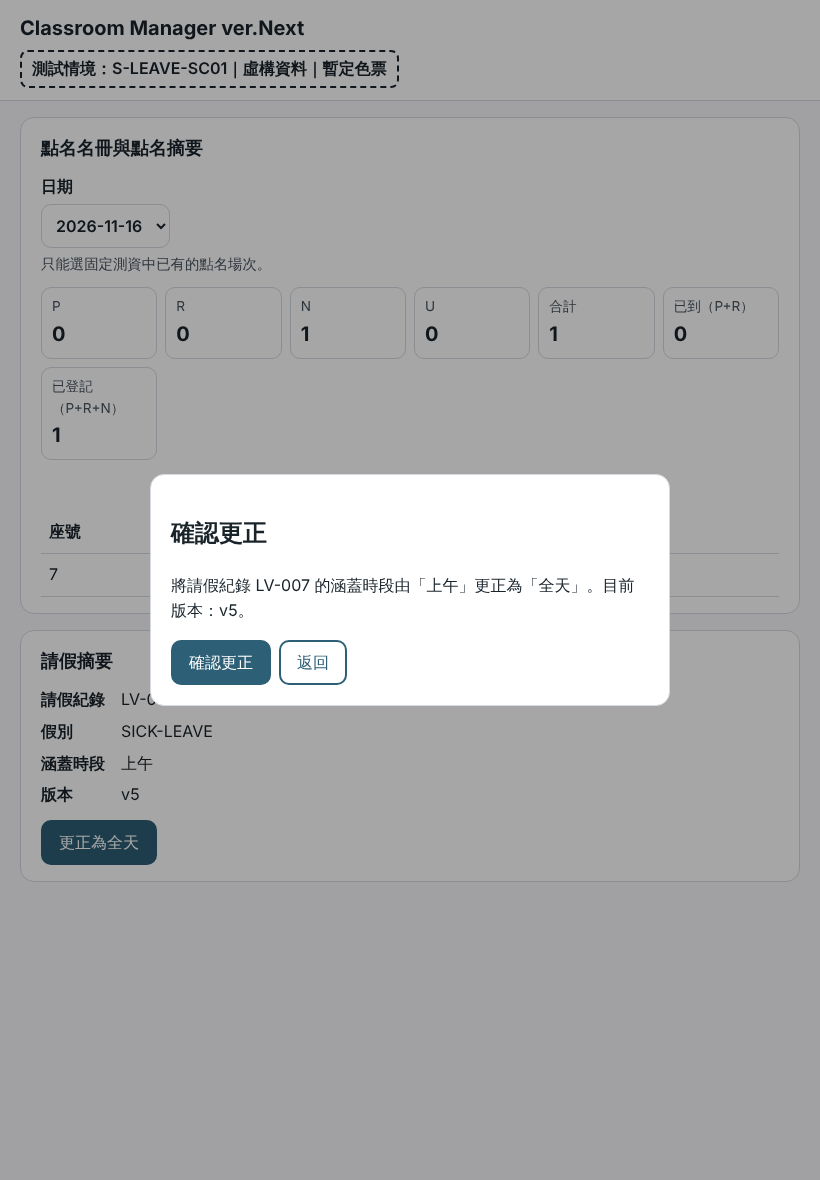 Classroom Manager ver.Next
測試情境：S-LEAVE-SC01｜虛構資料｜暫定色票
點名名冊與點名摘要
日期
2026-11-16
只能選固定測資中已有的點名場次。
P
0
R
0
N
1
U
0
合計
1
已到（P+R）
0
已登記
（P+R+N）
1
座號
7
確認更正
將請假紀錄 LV-007 的涵蓋時段由「上午」更正為「全天」。目前
版本：v5。
確認更正
返回
請假摘要
請假紀錄
假別 SICK-LEAVE
涵蓋時段 上午
版本 v5
更正為全天